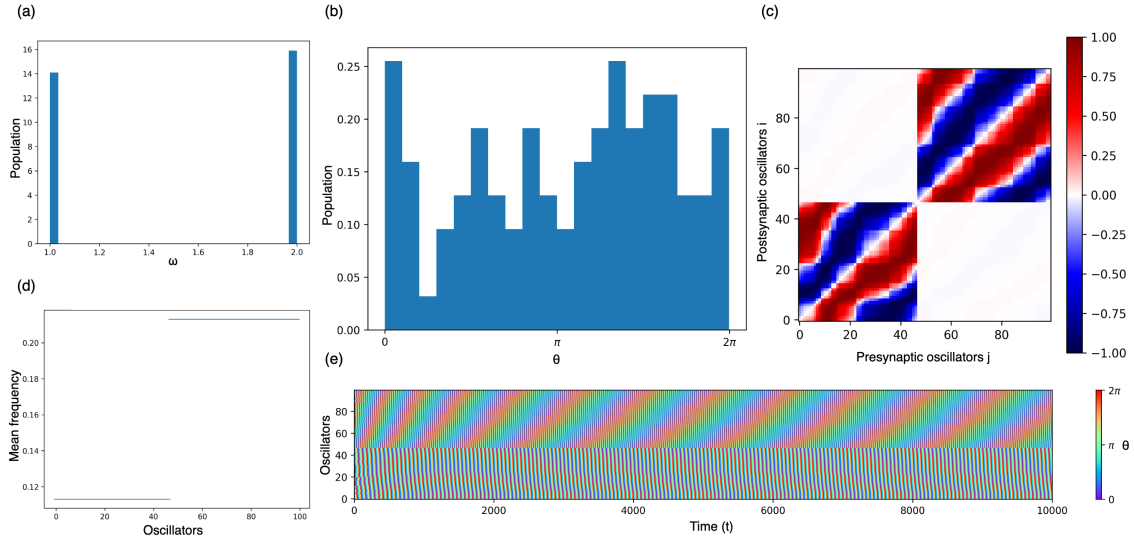 (a)
Population
16
14
12
10
8
6
4
2
0
1.0 1.2 1.4 1.6 1.8 2.0
ω
(b)
Population
0.25
0.20
0.15
0.10
0.05
0.00
0 π 2π
θ
(c)
Postsynaptic oscillators i
80
60
40
20
0
0 20 40 60 80
Presynaptic oscillators j
1.00
0.75
0.50
0.25
0.00
−0.25
−0.50
−0.75
−1.00
(d)
Mean frequency
0.20
0.18
0.16
0.14
0.12
0 20 40 60 80 100
Oscillators
(e)
Oscillators
80
60
40
20
0
0 2000 4000 6000 8000 10000
Time (t)
2π
π θ
0